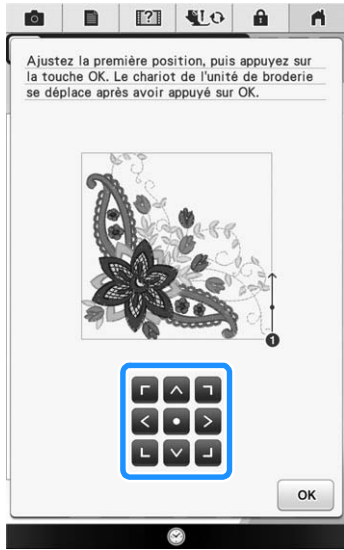 [?]
Ajustez la première position, puis appuyez sur
la touche OK. Le chariot de l'unité de broderie
se déplace après avoir appuyé sur OK.
1
OK